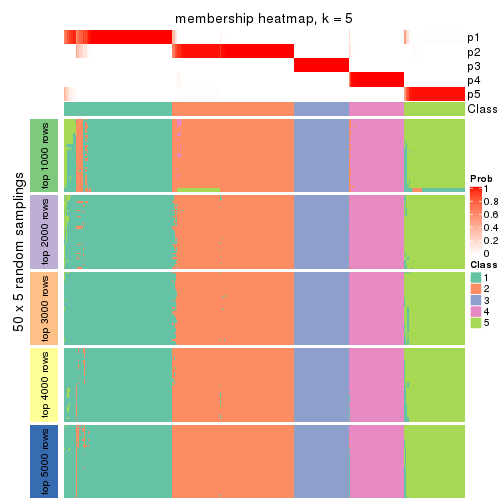 membership heatmap, k = 5
p1
p2
p3
p4
p5
Class
50 x 5 random samplings
top 1000 rows
top 2000 rows
top 3000 rows
top 4000 rows
top 5000 rows
Prob
1
0.8
0.6
0.4
0.2
0
Class
1
2
3
4
5